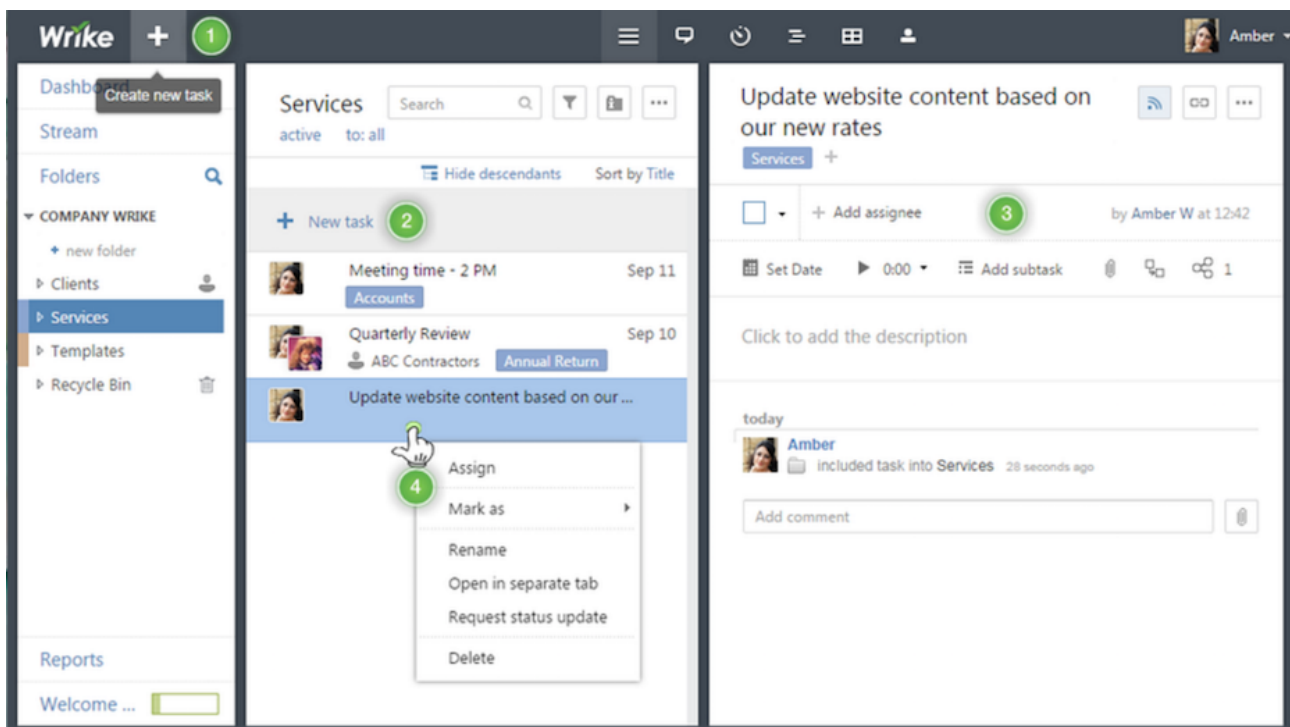 Wrike + 1
Amber
Create new task
Dashboard
Stream
Folders
COMPANY WRIKE
+ new folder
Clients
Services
Templates
Recycle Bin
Reports
Welcome ...
Services Search ...
active to: all
Hide descendants Sort by Title
+ New task 2
Meeting time - 2 PM Sep 11
Accounts
Quarterly Review Sep 10
ABC Contractors Annual Return
Update website content based on our ...
4
Assign
Mark as
Rename
Open in separate tab
Request status update
Delete
Update website content based on
our new rates
Services +
+ Add assignee 3 by Amber W at 12:42
Set Date 0:00 Add subtask 1
Click to add the description
today
Amber
included task into Services 28 seconds ago
Add comment